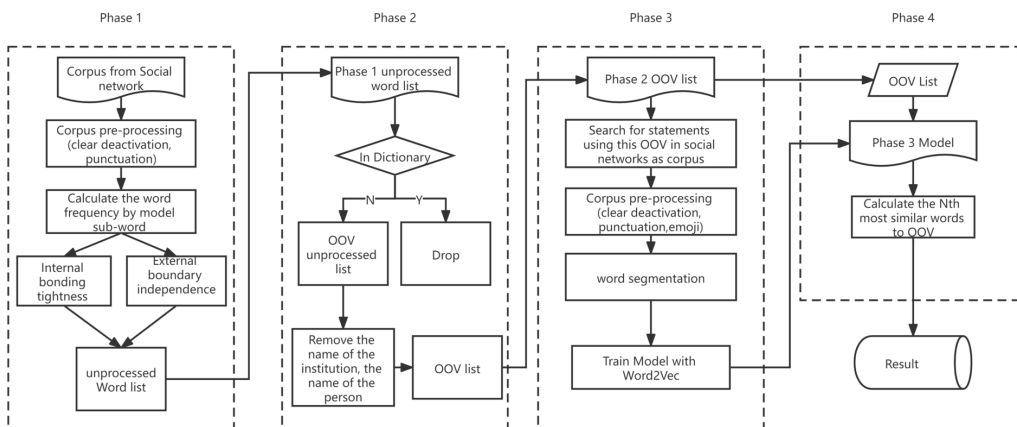 Phase 1
Corpus from Social
network
Corpus pre-processing
(clear deactivation,
punctuation)
Calculate the word
frequency by model
sub-word
Internal
bonding
tightness
External
boundary
independence
unprocessed
Word list
Phase 2
Phase 1 unprocessed
word list
In Dictionary
N
Y
OOV
unprocessed
list
Drop
Remove the
name of the
institution, the
name of the
person
OOV list
Phase 3
Phase 2 OOV list
Search for statements
using this OOV in social
networks as corpus
Corpus pre-processing
(clear deactivation,
punctuation,emoji)
word segmentation
Train Model with
Word2Vec
Phase 4
OOV List
Phase 3 Model
Calculate the Nth
most similar words
to OOV
Result